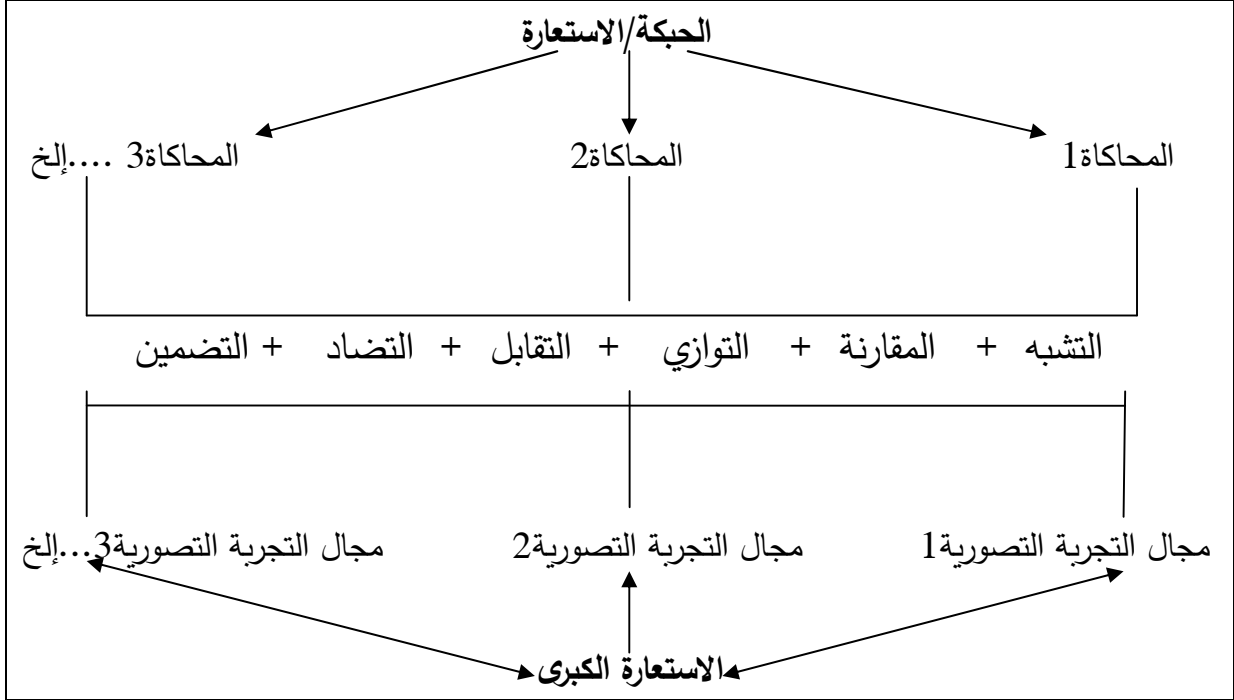 الحبكة/الاستعارة
المحاكاة1 المحاكاة2 المحاكاة3 ....إلخ
التشبه + المقارنة + التوازي + التقابل + التضاد + التضمين
مجال التجربة التصورية1 مجال التجربة التصورية2 مجال التجربة التصورية3...إلخ
الاستعارة الكبرى